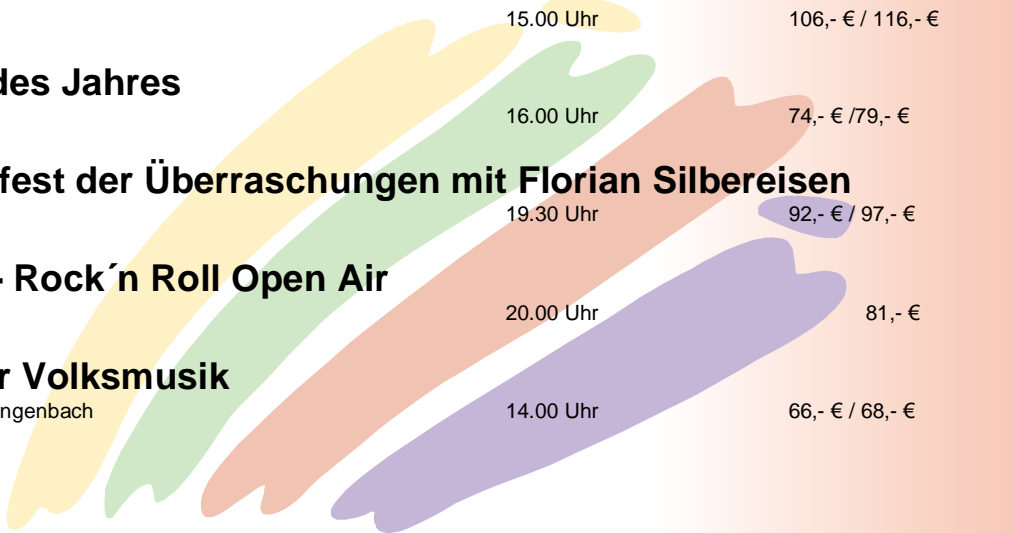 15.00 Uhr 106,- € / 116,- €
des Jahres
16.00 Uhr 74,- € /79,- €
fest der Überraschungen mit Florian Silbereisen
19.30 Uhr 92,- € / 97,- €
- Rock´n Roll Open Air
20.00 Uhr 81,- €
r Volksmusik
ngenbach 14.00 Uhr 66,- € / 68,- €